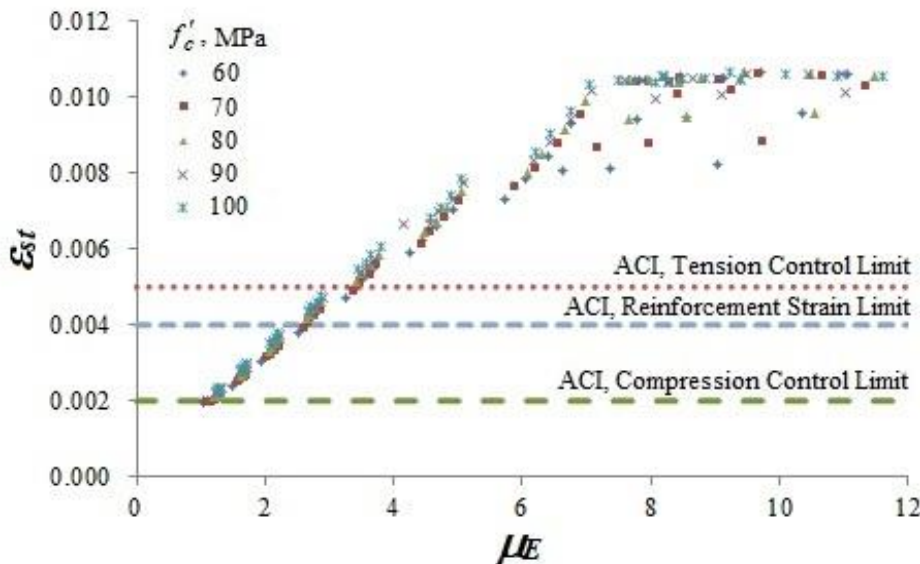 0.012
0.010
0.008
0.006
0.004
0.002
0.000
εst
f'c, MPa
60
70
80
90
100
ACI, Tension Control Limit
ACI, Reinforcement Strain Limit
ACI, Compression Control Limit
0 2 4 6 8 10 12
μE